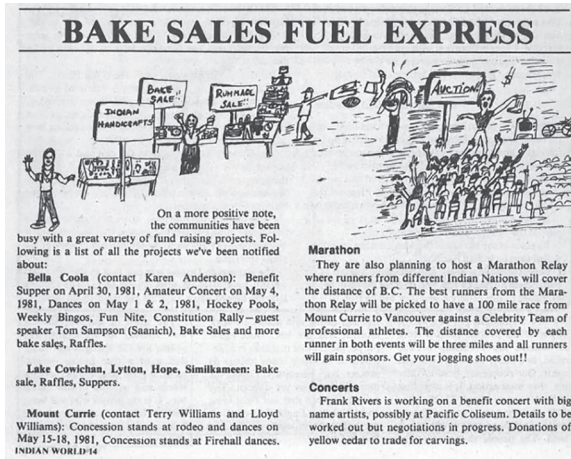 BAKE SALES FUEL EXPRESS
INDIAN
HANDICRAFTS
BAKE
SALE!!
RUMMAGE
SALE!!
AUCTION!
$
On a more positive note,
the communities have been
busy with a great variety of fund raising projects. Fol-
lowing is a list of all the projects we've been notified
about:
Bella Coola (contact Karen Anderson): Benefit
Supper on April 30, 1981, Amateur Concert on May 4,
1981, Dances on May 1 & 2, 1981, Hockey Pools,
Weekly Bingos, Fun Nite, Constitution Rally—guest
speaker Tom Sampson (Saanich), Bake Sales and more
bake sales, Raffles.
Lake Cowichan, Lytton, Hope, Similkameen: Bake
sale, Raffles, Suppers.
Mount Currie (contact Terry Williams and Lloyd
Williams): Concession stands at rodeo and dances on
May 15-18, 1981, Concession stands at Firehall dances.
INDIAN WORLD 14
Marathon
They are also planning to host a Marathon Relay
where runners from different Indian Nations will cover
the distance of B.C. The best runners from the Mara-
thon Relay will be picked to have a 100 mile race from
Mount Currie to Vancouver against a Celebrity Team of
professional athletes. The distance covered by each
runner in both events will be three miles and all runners
will gain sponsors. Get your jogging shoes out!!
Concerts
Frank Rivers is working on a benefit concert with big
name artists, possibly at Pacific Coliseum. Details to be
worked out but negotiations in progress. Donations of
yellow cedar to trade for carvings.